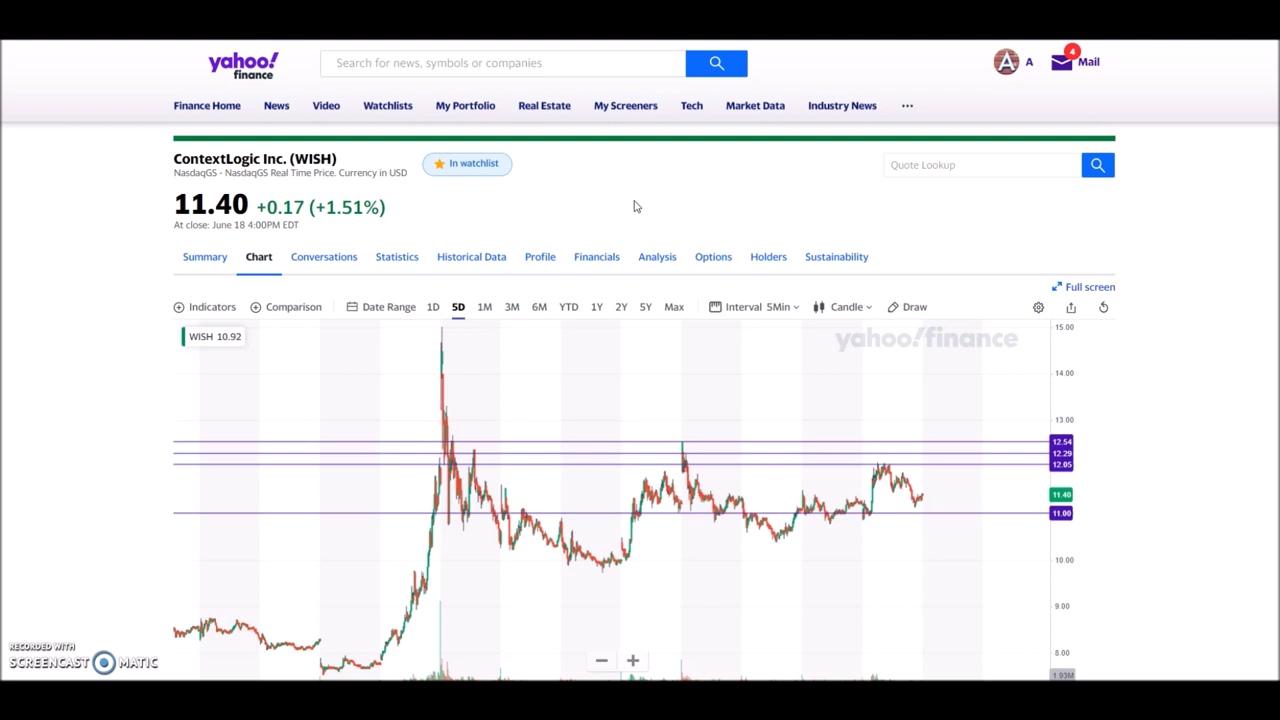 yahoo!
finance
Search for news, symbols or companies
A
A
4
Mail
Finance Home News Video Watchlists My Portfolio Real Estate My Screeners Tech Market Data Industry News ...
ContextLogic Inc. (WISH)
NasdaqGS - NasdaqGS Real Time Price. Currency in USD
In watchlist
Quote Lookup
11.40 +0.17 (+1.51%)
At close: June 18 4:00PM EDT
Summary Chart Conversations Statistics Historical Data Profile Financials Analysis Options Holders Sustainability
Full screen
Indicators Comparison Date Range 1D 5D 1M 3M 6M YTD 1Y 2Y 5Y Max Interval 5Min Candle Draw
WISH 10.92
yahoo!finance
15.00
14.00
13.00
12.54
12.29
12.05
11.40
11.00
10.00
9.00
8.00
1.93M
RECORDED WITH
SCREENCAST MATIC